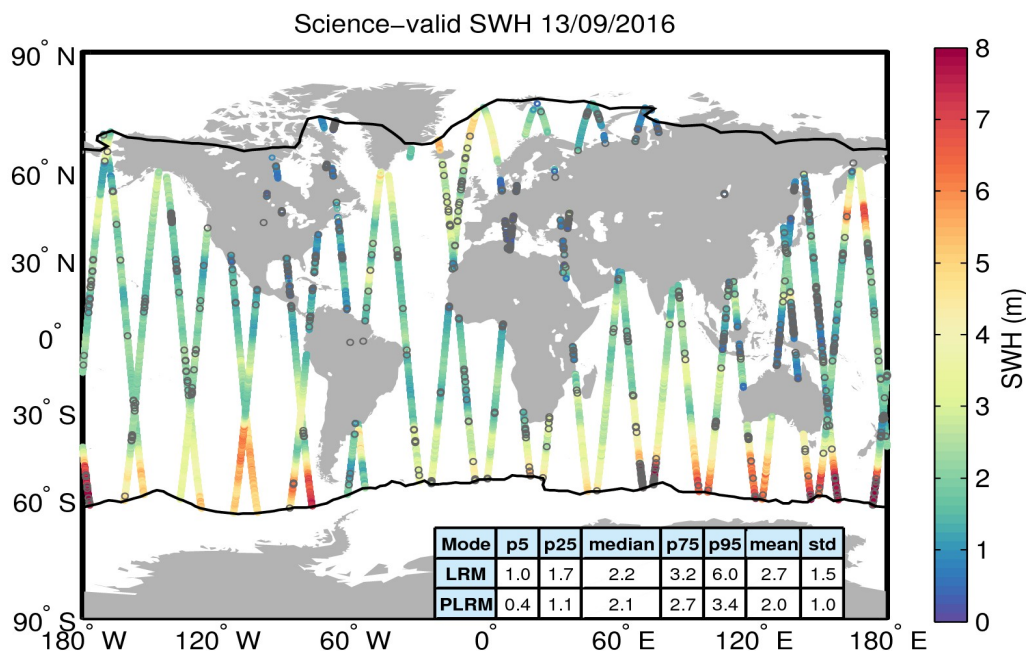 Science−valid SWH 13/09/2016
90° N
60° N
30° N
0°
30° S
60° S
90° S
180° W
120° W
60° W
0°
60° E
120° E
180° E
8
7
6
5
4
3
2
1
0
SWH (m)
Mode p5 p25 median p75 p95 mean std
LRM 1.0 1.7 2.2 3.2 6.0 2.7 1.5
PLRM 0.4 1.1 2.1 2.7 3.4 2.0 1.0